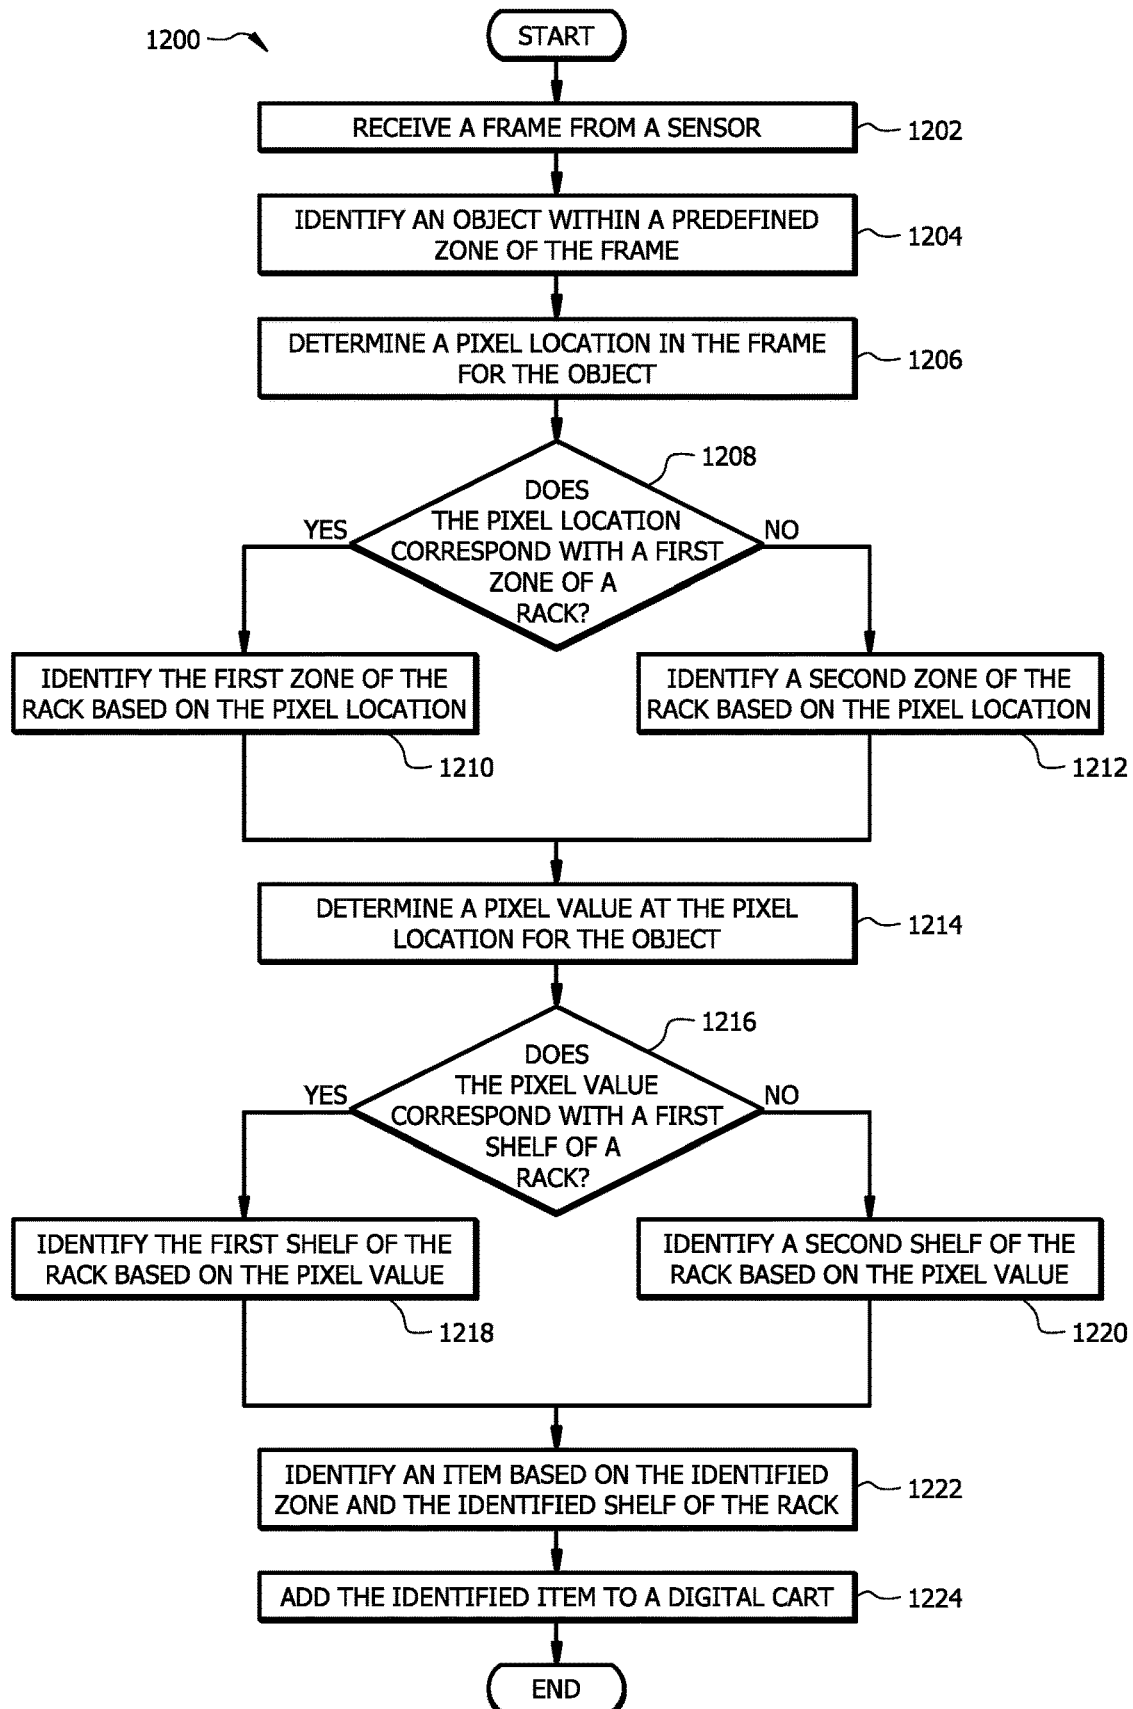 1200
START
RECEIVE A FRAME FROM A SENSOR
1202
IDENTIFY AN OBJECT WITHIN A PREDEFINED
ZONE OF THE FRAME
1204
DETERMINE A PIXEL LOCATION IN THE FRAME
FOR THE OBJECT
1206
1208
DOES
THE PIXEL LOCATION
CORRESPOND WITH A FIRST
ZONE OF A
RACK?
YES
NO
IDENTIFY THE FIRST ZONE OF THE
RACK BASED ON THE PIXEL LOCATION
1210
IDENTIFY A SECOND ZONE OF THE
RACK BASED ON THE PIXEL LOCATION
1212
DETERMINE A PIXEL VALUE AT THE PIXEL
LOCATION FOR THE OBJECT
1214
1216
DOES
THE PIXEL VALUE
CORRESPOND WITH A FIRST
SHELF OF A
RACK?
YES
NO
IDENTIFY THE FIRST SHELF OF THE
RACK BASED ON THE PIXEL VALUE
1218
IDENTIFY A SECOND SHELF OF THE
RACK BASED ON THE PIXEL VALUE
1220
IDENTIFY AN ITEM BASED ON THE IDENTIFIED
ZONE AND THE IDENTIFIED SHELF OF THE RACK
1222
ADD THE IDENTIFIED ITEM TO A DIGITAL CART
1224
END